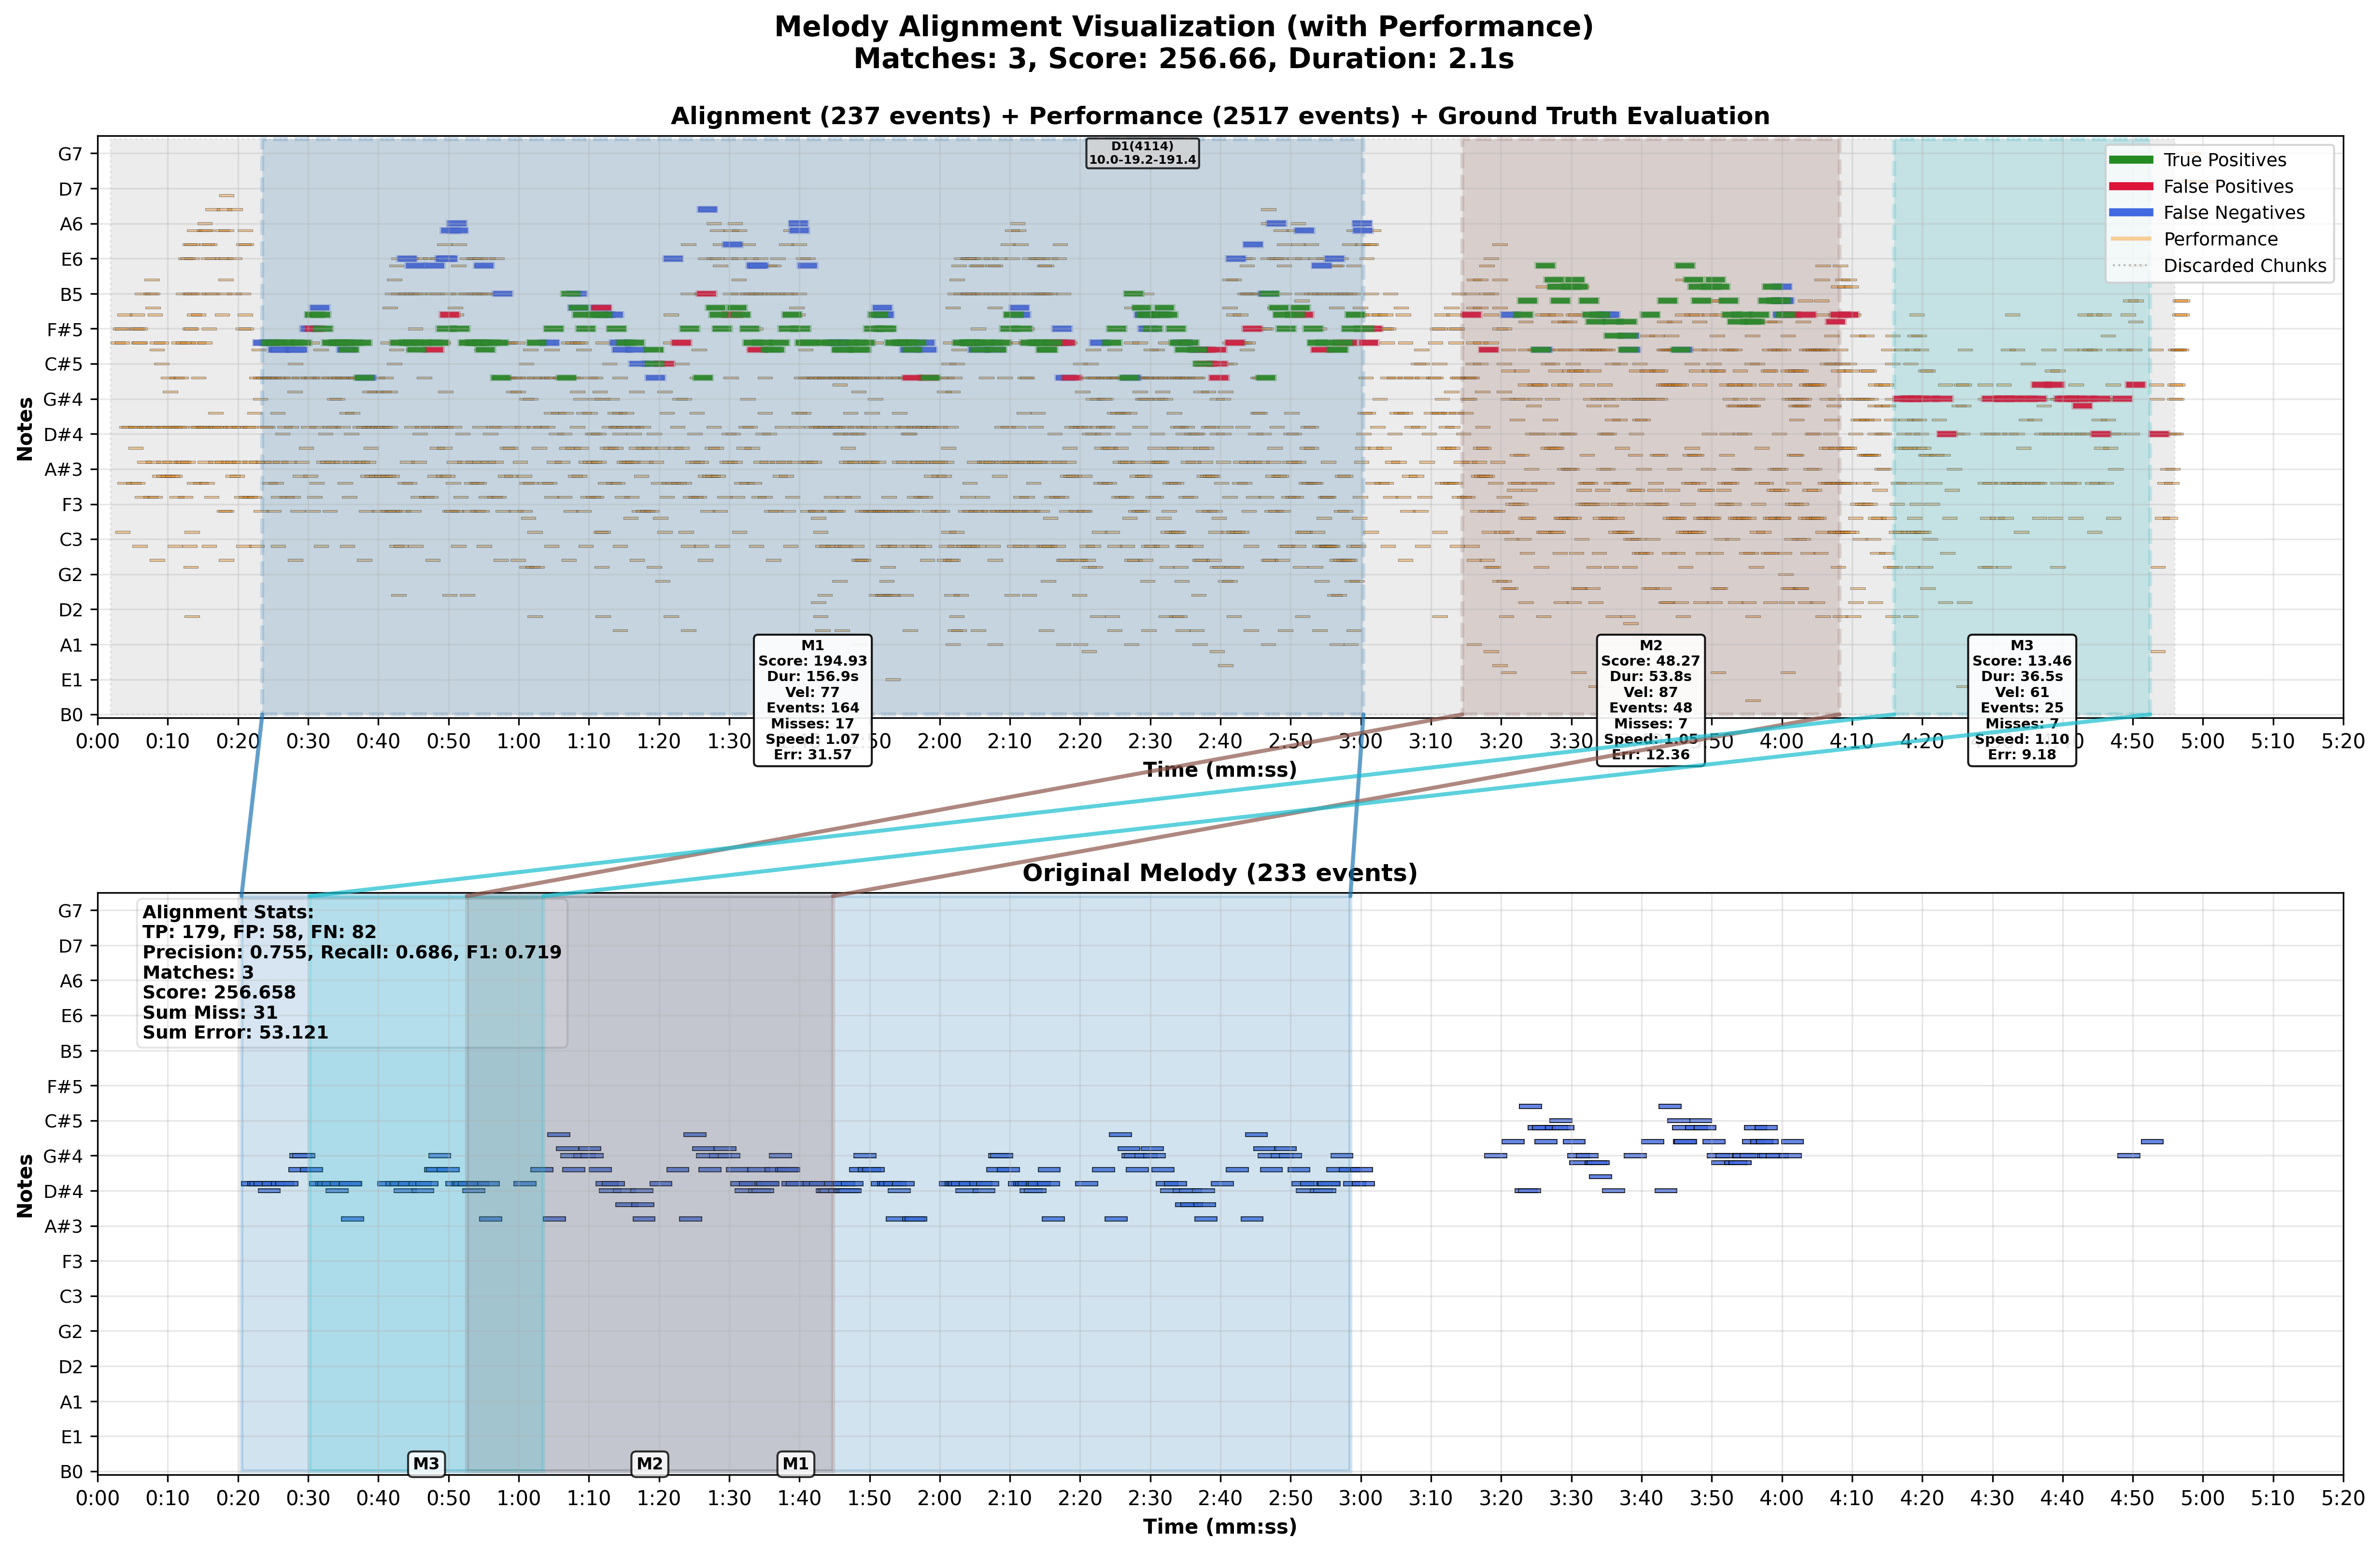 Melody Alignment Visualization (with Performance)
Matches: 3, Score: 256.66, Duration: 2.1s
Alignment (237 events) + Performance (2517 events) + Ground Truth Evaluation
G7
D7
A6
E6
B5
F#5
C#5
G#4
D#4
A#3
F3
C3
G2
D2
A1
E1
B0
Notes
D1(4114)
10.0-19.2-191.4
True Positives
False Positives
False Negatives
Performance
Discarded Chunks
M1
Score: 194.93
Dur: 156.9s
Vel: 77
Events: 164
Misses: 17
Speed: 1.07
Err: 31.57
M2
Score: 48.27
Dur: 53.8s
Vel: 87
Events: 48
Misses: 7
Speed: 1.05
Err: 12.36
M3
Score: 13.46
Dur: 36.5s
Vel: 61
Events: 25
Misses: 7
Speed: 1.10
Err: 9.18
0:00 0:10 0:20 0:30 0:40 0:50 1:00 1:10 1:20 1:30 2:00 2:10 2:20 2:30 2:40 2:50 3:00 3:10 3:20 3:30 4:00 4:10 4:20 4:50 5:00 5:10 5:20
Time (mm:ss)
Original Melody (233 events)
G7
D7
A6
E6
B5
F#5
C#5
G#4
D#4
A#3
F3
C3
G2
D2
A1
E1
B0
Notes
Alignment Stats:
TP: 179, FP: 58, FN: 82
Precision: 0.755, Recall: 0.686, F1: 0.719
Matches: 3
Score: 256.658
Sum Miss: 31
Sum Error: 53.121
M3
M2
M1
0:00 0:10 0:20 0:30 0:40 0:50 1:00 1:10 1:20 1:30 1:40 1:50 2:00 2:10 2:20 2:30 2:40 2:50 3:00 3:10 3:20 3:30 3:40 3:50 4:00 4:10 4:20 4:30 4:40 4:50 5:00 5:10 5:20
Time (mm:ss)